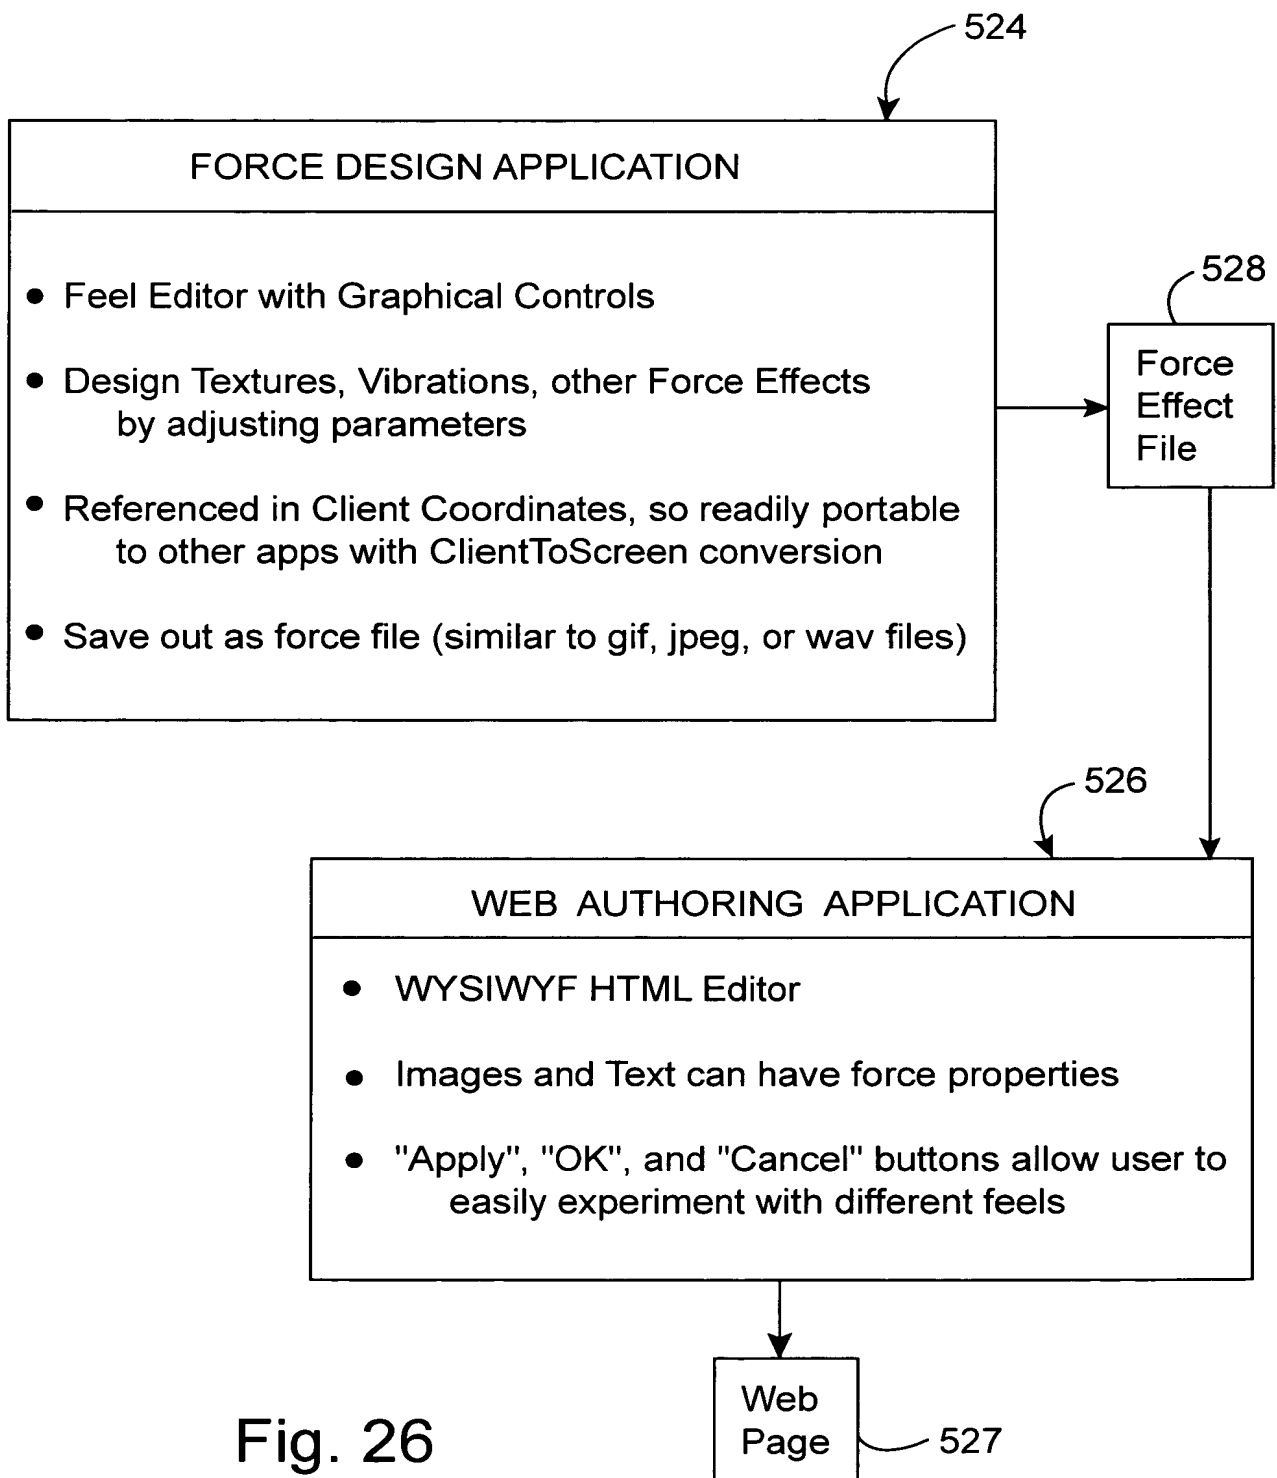 524
FORCE DESIGN APPLICATION
● Feel Editor with Graphical Controls
● Design Textures, Vibrations, other Force Effects
by adjusting parameters
● Referenced in Client Coordinates, so readily portable
to other apps with ClientToScreen conversion
● Save out as force file (similar to gif, jpeg, or wav files)
528
Force
Effect
File
526
WEB AUTHORING APPLICATION
● WYSIWYF HTML Editor
● Images and Text can have force properties
● "Apply", "OK", and "Cancel" buttons allow user to
easily experiment with different feels
Web
Page
527
Fig. 26